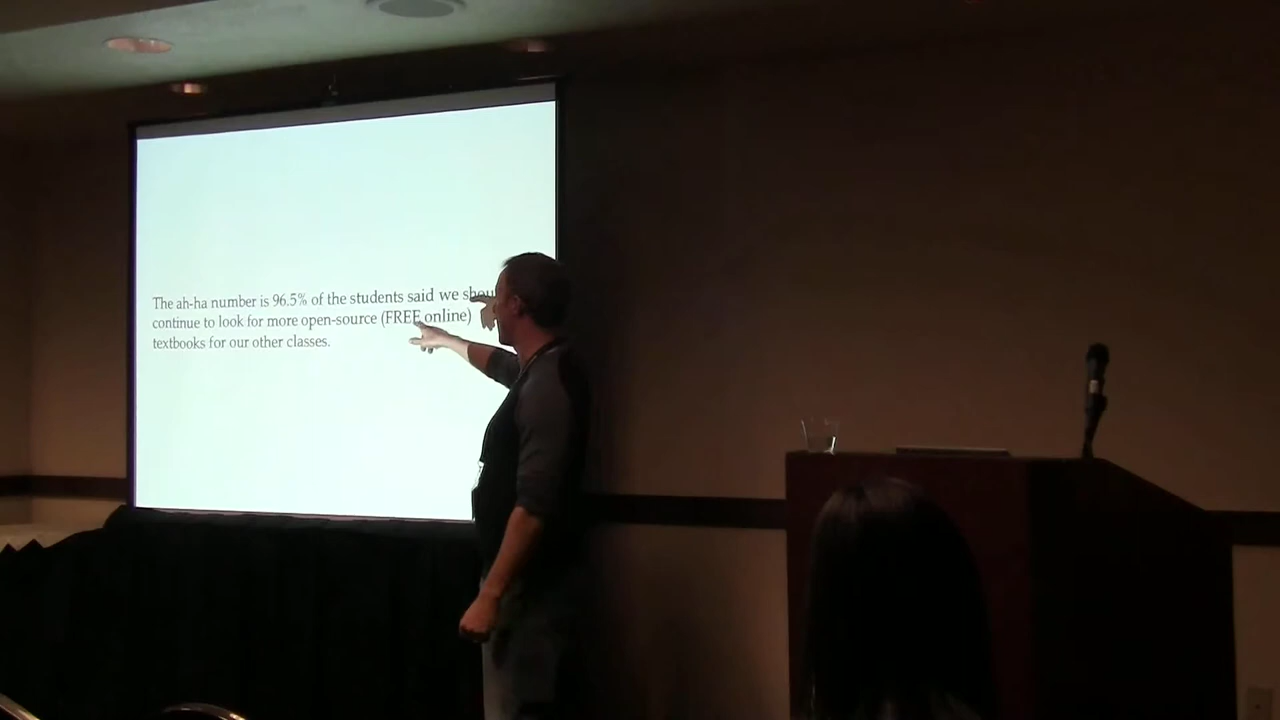 The ah-ha number is 96.5% of the students said we shou
continue to look for more open-source (FREE online)
textbooks for our other classes.